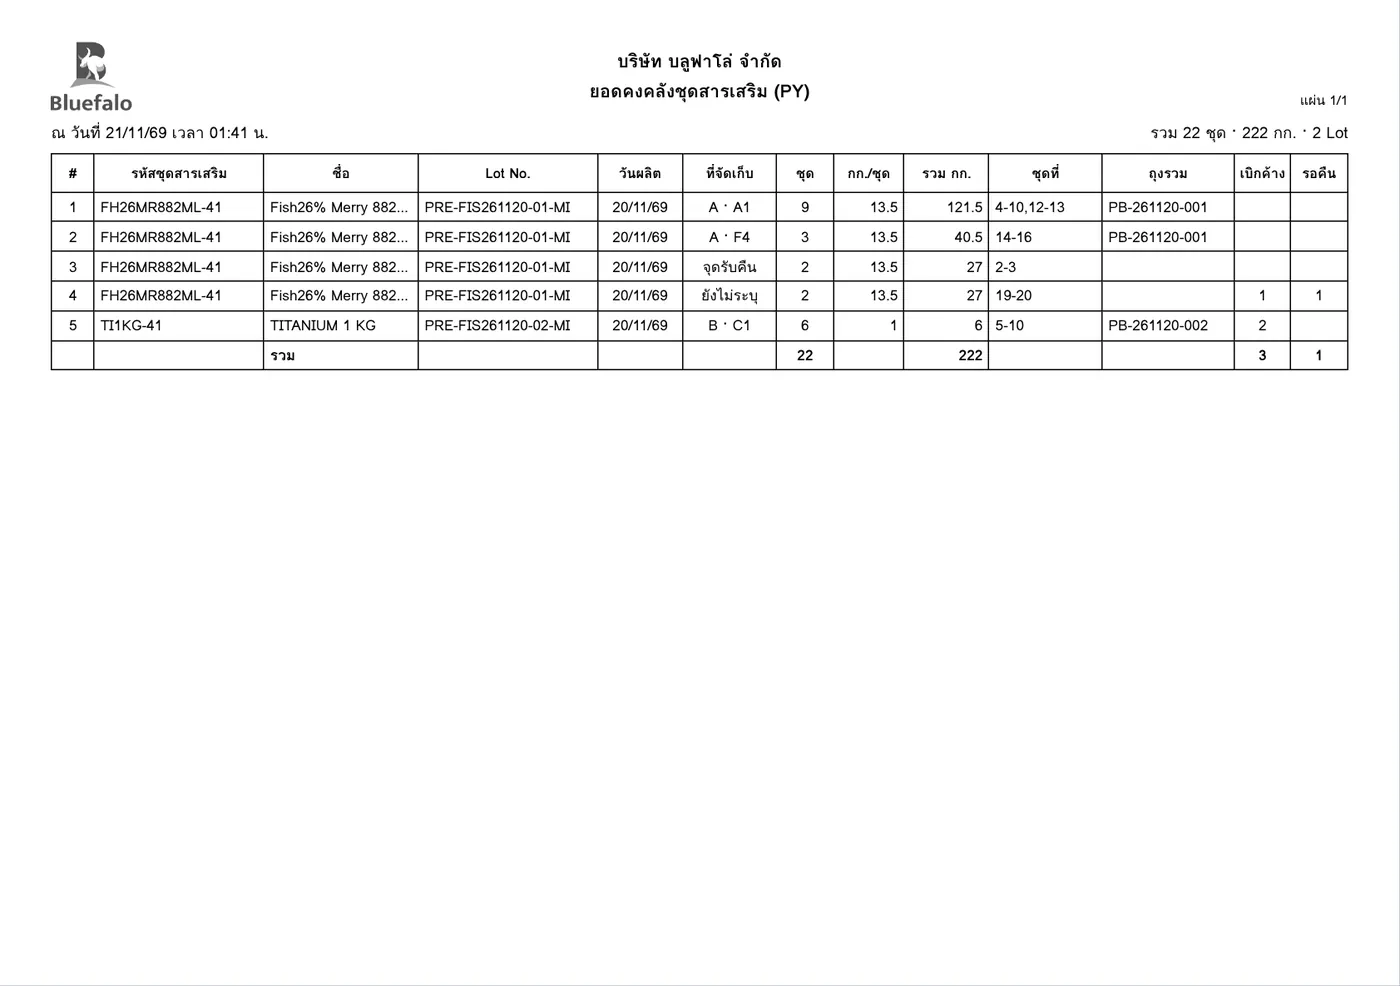 Bluefalo
บริษัท บลูฟาโล่ จำกัด
ยอดคงคลังชุดสารเสริม (PY)
แผ่น 1/1
ณ วันที่ 21/11/69 เวลา 01:41 น. รวม 22 ชุด · 222 กก. · 2 Lot
# รหัสชุดสารเสริม ชื่อ Lot No. วันผลิต ที่จัดเก็บ ชุด กก./ชุด รวม กก. ชุดที่ ถุงรวม เบิกค้าง รอคืน
1 FH26MR882ML-41 Fish26% Merry 882... PRE-FIS261120-01-MI 20/11/69 A · A1 9 13.5 121.5 4-10,12-13 PB-261120-001
2 FH26MR882ML-41 Fish26% Merry 882... PRE-FIS261120-01-MI 20/11/69 A · F4 3 13.5 40.5 14-16 PB-261120-001
3 FH26MR882ML-41 Fish26% Merry 882... PRE-FIS261120-01-MI 20/11/69 จุดรับคืน 2 13.5 27 2-3
4 FH26MR882ML-41 Fish26% Merry 882... PRE-FIS261120-01-MI 20/11/69 ยังไม่ระบุ 2 13.5 27 19-20 1 1
5 TI1KG-41 TITANIUM 1 KG PRE-FIS261120-02-MI 20/11/69 B · C1 6 1 6 5-10 PB-261120-002 2
รวม 22 222 3 1